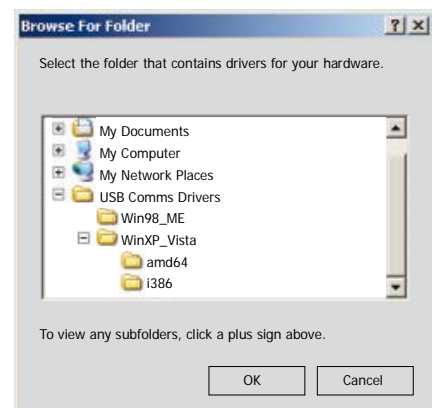 Browse For Folder
Select the folder that contains drivers for your hardware.
My Documents
My Computer
My Network Places
USB Comms Drivers
Win98_ME
WinXP_Vista
amd64
i386
To view any subfolders, click a plus sign above.
OK Cancel